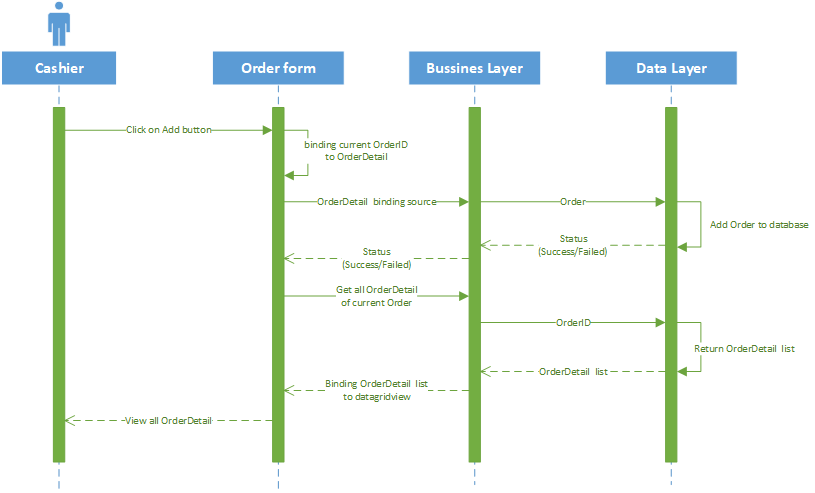 Cashier
Order form
Bussines Layer
Data Layer
Click on Add button
binding current OrderID
to OrderDetail
OrderDetail binding source
Order
Add Order to database
Status
(Success/Failed)
Status
(Success/Failed)
Get all OrderDetail
of current Order
OrderID
Return OrderDetail list
OrderDetail list
Binding OrderDetail list
to datagridview
View all OrderDetail